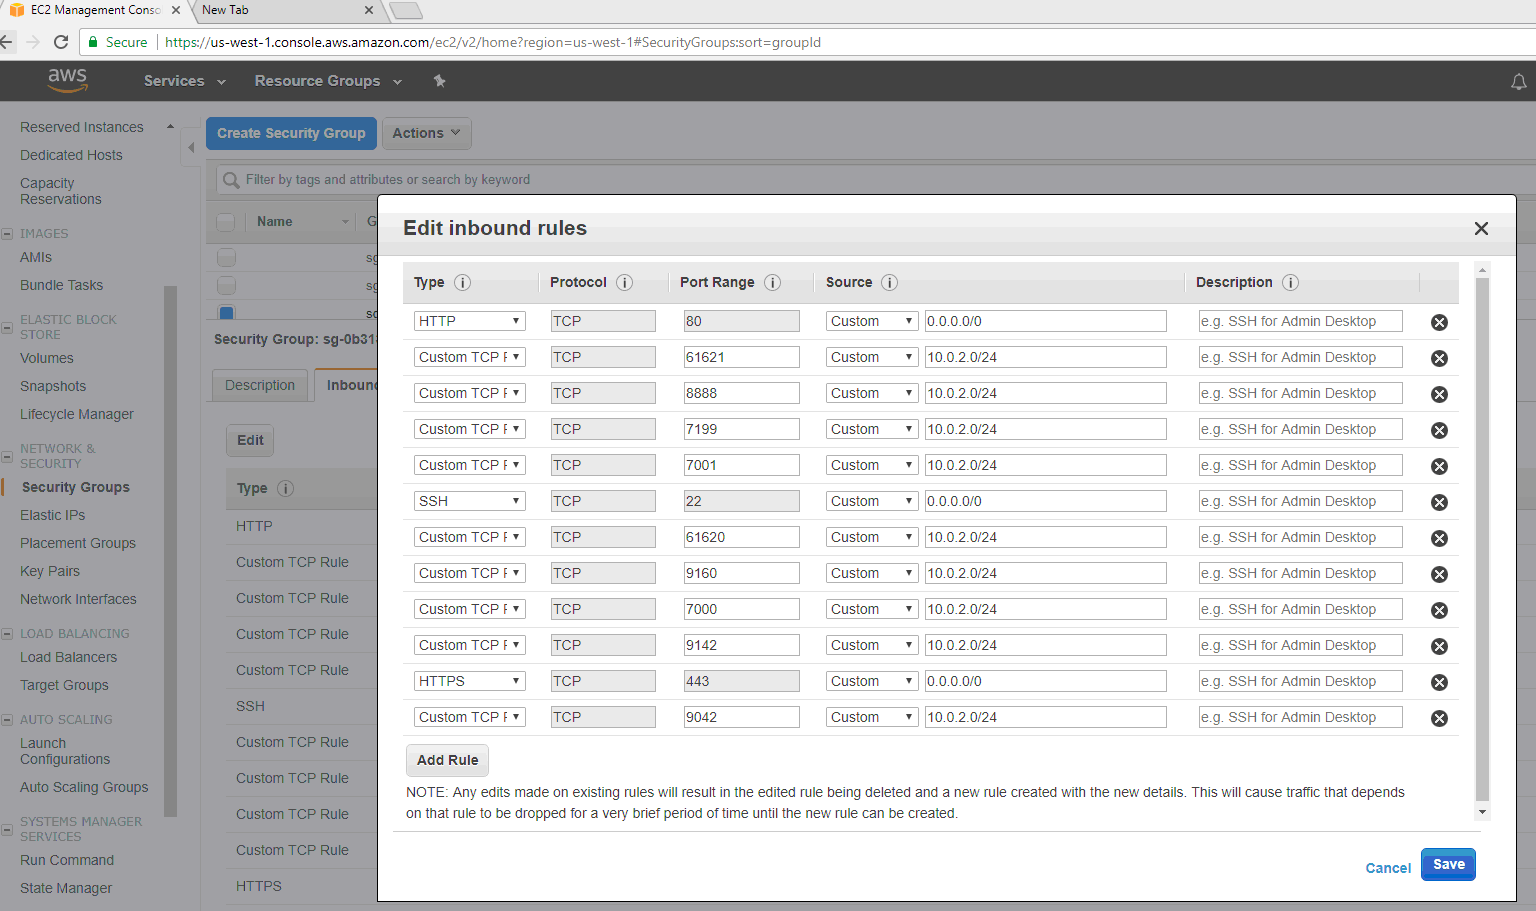 EC2 Management Conso
New Tab
Secure https://us-west-1.console.aws.amazon.com/ec2/v2/home?region=us-west-1#SecurityGroups:sort=groupId
aws Services Resource Groups
Reserved Instances
Dedicated Hosts
Capacity
Reservations
IMAGES
AMIs
Bundle Tasks
ELASTIC BLOCK
STORE
Volumes
Snapshots
Lifecycle Manager
NETWORK &
SECURITY
Security Groups
Elastic IPs
Placement Groups
Key Pairs
Network Interfaces
LOAD BALANCING
Load Balancers
Target Groups
AUTO SCALING
Launch
Configurations
Auto Scaling Groups
SYSTEMS MANAGER
SERVICES
Run Command
State Manager
Create Security Group Actions
Filter by tags and attributes or search by keyword
Name G
sg
sg
sg
Security Group: sg-0b31
Description Inboun
Edit
Type
HTTP
Custom TCP Rule
Custom TCP Rule
Custom TCP Rule
Custom TCP Rule
SSH
Custom TCP Rule
Custom TCP Rule
Custom TCP Rule
Custom TCP Rule
HTTPS
Edit inbound rules
Type Protocol Port Range Source Description
HTTP TCP 80 Custom 0.0.0.0/0 e.g. SSH for Admin Desktop
Custom TCP TCP 61621 Custom 10.0.2.0/24 e.g. SSH for Admin Desktop
Custom TCP TCP 8888 Custom 10.0.2.0/24 e.g. SSH for Admin Desktop
Custom TCP TCP 7199 Custom 10.0.2.0/24 e.g. SSH for Admin Desktop
Custom TCP TCP 7001 Custom 10.0.2.0/24 e.g. SSH for Admin Desktop
SSH TCP 22 Custom 0.0.0.0/0 e.g. SSH for Admin Desktop
Custom TCP TCP 61620 Custom 10.0.2.0/24 e.g. SSH for Admin Desktop
Custom TCP TCP 9160 Custom 10.0.2.0/24 e.g. SSH for Admin Desktop
Custom TCP TCP 7000 Custom 10.0.2.0/24 e.g. SSH for Admin Desktop
Custom TCP TCP 9142 Custom 10.0.2.0/24 e.g. SSH for Admin Desktop
HTTPS TCP 443 Custom 0.0.0.0/0 e.g. SSH for Admin Desktop
Custom TCP TCP 9042 Custom 10.0.2.0/24 e.g. SSH for Admin Desktop
Add Rule
NOTE: Any edits made on existing rules will result in the edited rule being deleted and a new rule created with the new details. This will cause traffic that depends
on that rule to be dropped for a very brief period of time until the new rule can be created.
Cancel Save